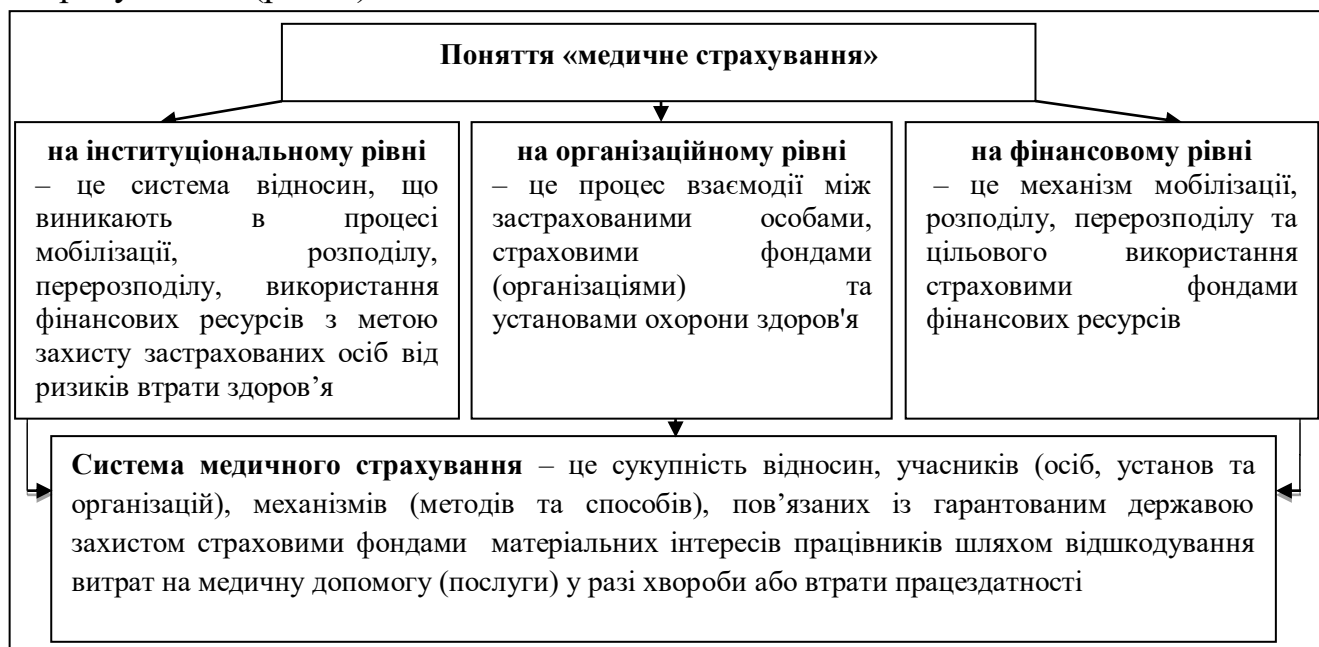 Поняття «медичне страхування»
на інституціональному рівні
– це система відносин, що
виникають в процесі
мобілізації, розподілу,
перерозподілу, використання
фінансових ресурсів з метою
захисту застрахованих осіб від
ризиків втрати здоров’я
на організаційному рівні
– це процес взаємодії між
застрахованими особами,
страховими фондами
(організаціями) та
установами охорони здоров'я
на фінансовому рівні
– це механізм мобілізації,
розподілу, перерозподілу та
цільового використання
страховими фондами
фінансових ресурсів
Система медичного страхування – це сукупність відносин, учасників (осіб, установ та
організацій), механізмів (методів та способів), пов’язаних із гарантованим державою
захистом страховими фондами матеріальних інтересів працівників шляхом відшкодування
витрат на медичну допомогу (послуги) у разі хвороби або втрати працездатності